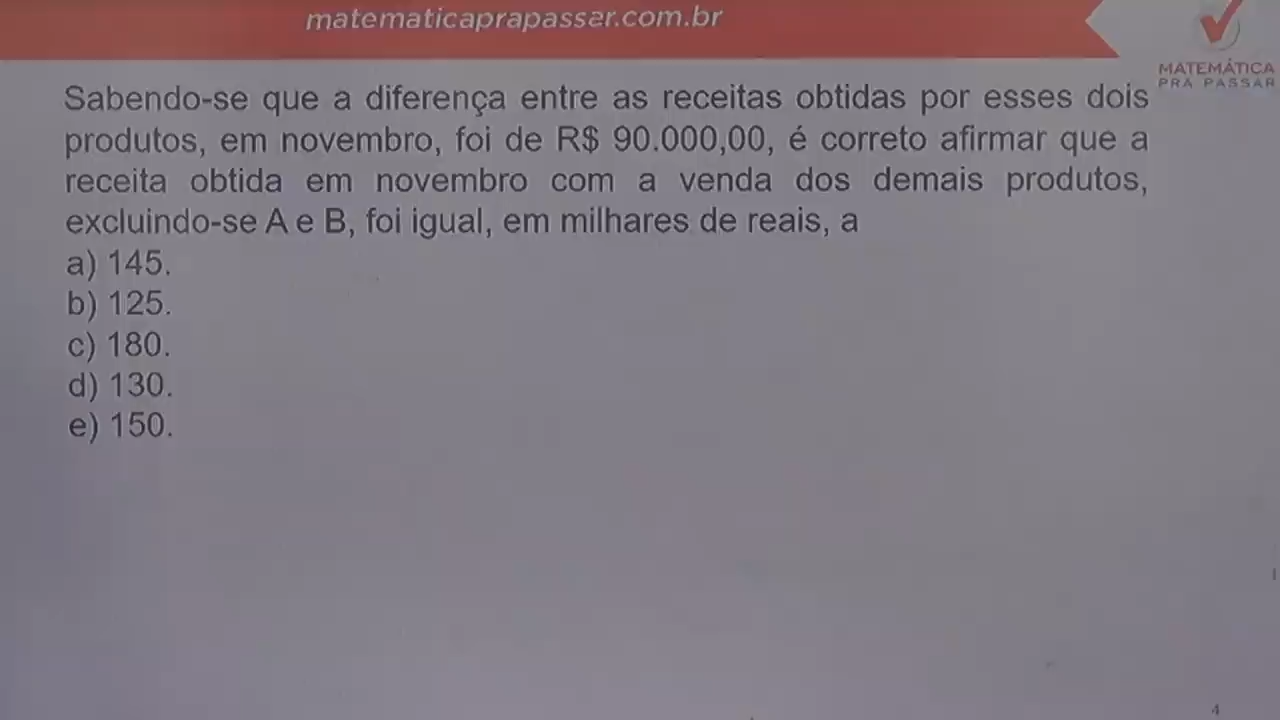 matematicaprapassar.com.br
MATEMÁTICA
PRA PASSAR
Sabendo-se que a diferença entre as receitas obtidas por esses dois
produtos, em novembro, foi de R$ 90.000,00, é correto afirmar que a
receita obtida em novembro com a venda dos demais produtos,
excluindo-se A e B, foi igual, em milhares de reais, a
a) 145.
b) 125.
c) 180.
d) 130.
e) 150.
4